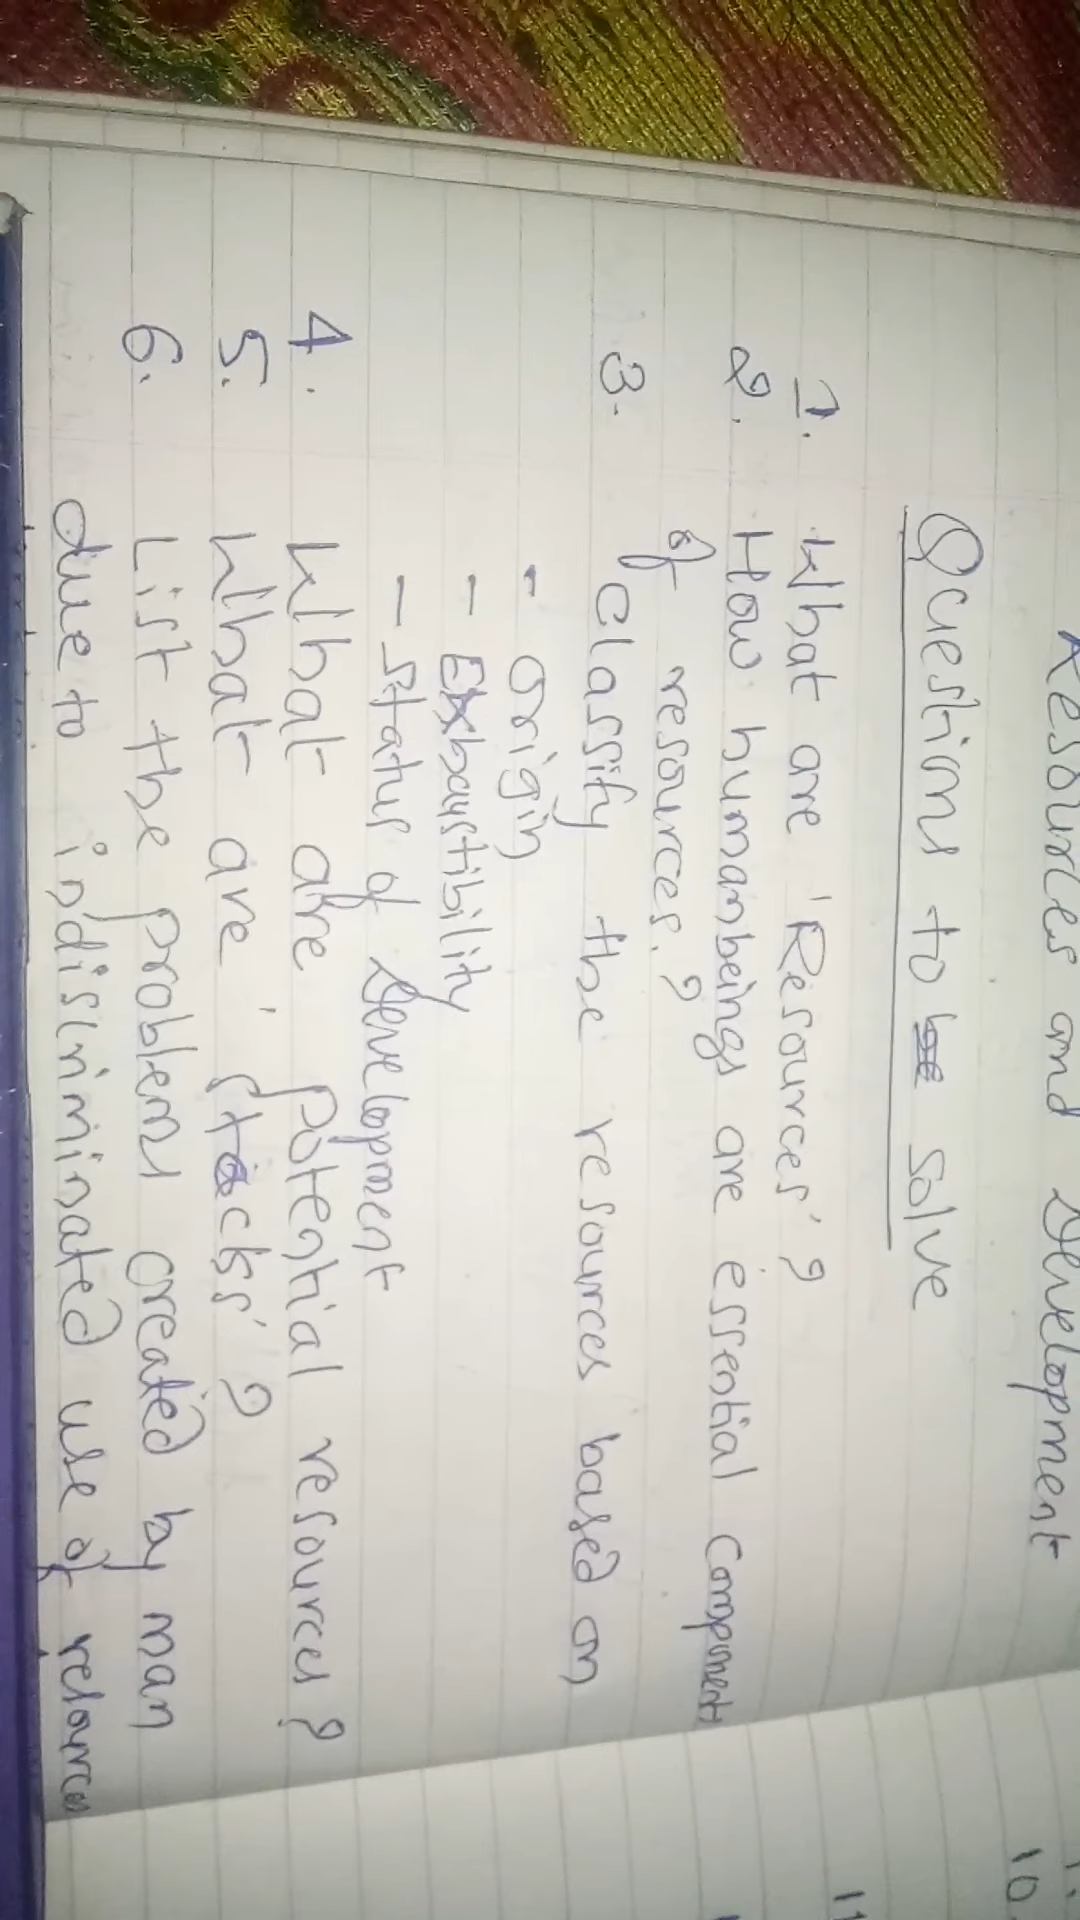 Resources and Development
Questions to solve
1. What are 'Resources'?
2. How humanbeings are essential components
of resources.?
3. Classify the resources based on
- Origin
- Exhaustibility
- Status of Development
4. What are Potential resources?
5. What are 'stocks'?
6. List the problems created by man
due to indiscriminated use of resources
10.
11